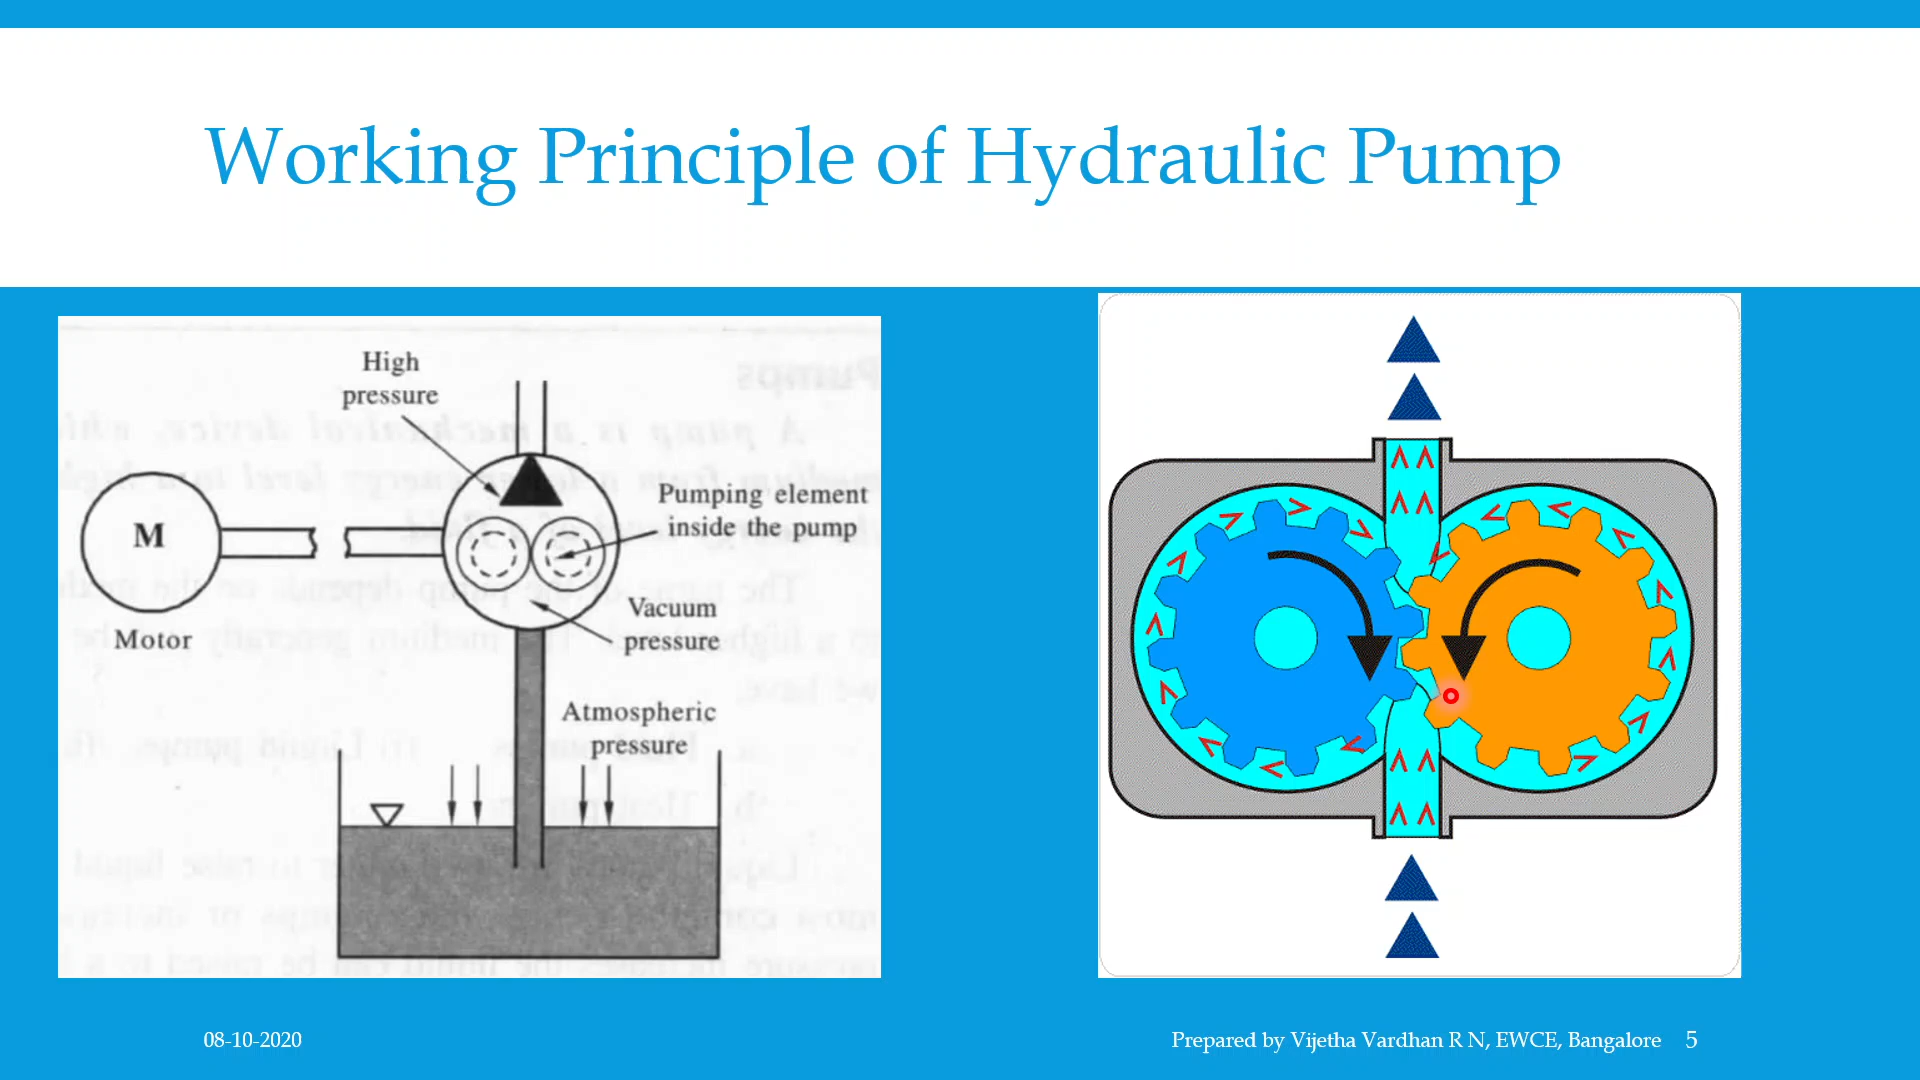 Working Principle of Hydraulic Pump
High
pressure
Pumping element
inside the pump
M
Motor
Vacuum
pressure
Atmospheric
pressure
08-10-2020
Prepared by Vijetha Vardhan R N, EWCE, Bangalore 5